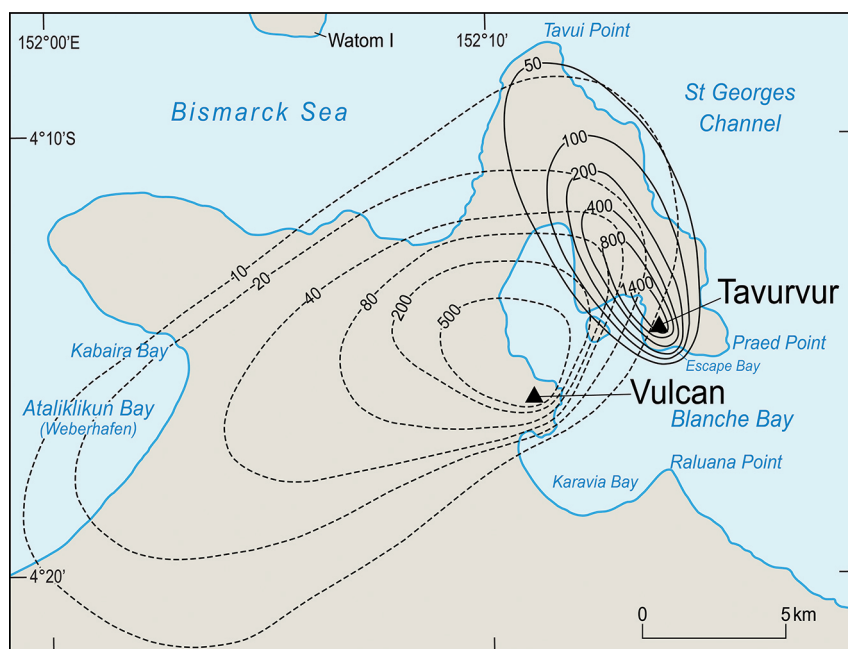 152°00'E
Watom I
152°10'
Tavui Point
Bismarck Sea
St Georges
Channel
4°10'S
50
100
200
400
800
1400
10
20
40
80
200
500
Tavurvur
Kabaira Bay
Praed Point
Escape Bay
Vulcan
Ataliklikun Bay
(Weberhafen)
Blanche Bay
Raluana Point
Karavia Bay
4°20'
0 5 km